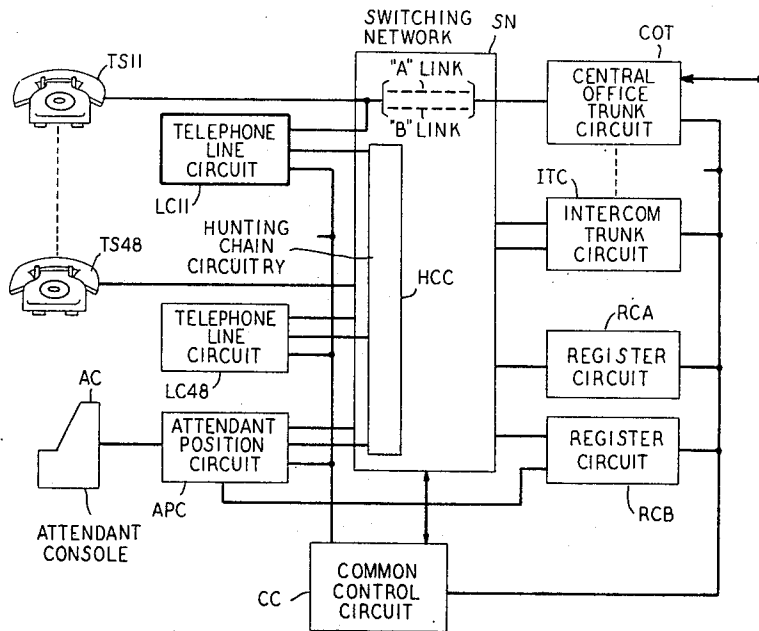 SWITCHING
NETWORK
SN
COT
TS11
"A" LINK
"B" LINK
CENTRAL
OFFICE
TRUNK
CIRCUIT
TELEPHONE
LINE
CIRCUIT
LC11
ITC
INTERCOM
TRUNK
CIRCUIT
HUNTING
CHAIN
CIRCUITRY
TS48
HCC
TELEPHONE
LINE
CIRCUIT
LC48
RCA
REGISTER
CIRCUIT
AC
ATTENDANT
POSITION
CIRCUIT
APC
REGISTER
CIRCUIT
RCB
ATTENDANT
CONSOLE
CC
COMMON
CONTROL
CIRCUIT